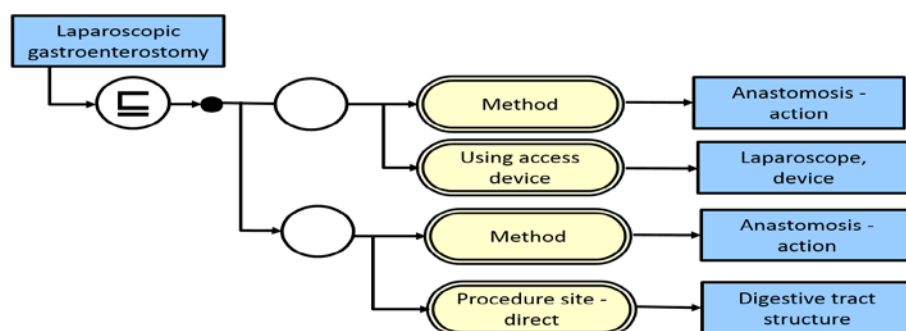 Laparoscopic
gastroenterostomy
⊑
Method
Anastomosis -
action
Using access
device
Laparoscope,
device
Method
Anastomosis -
action
Procedure site -
direct
Digestive tract
structure